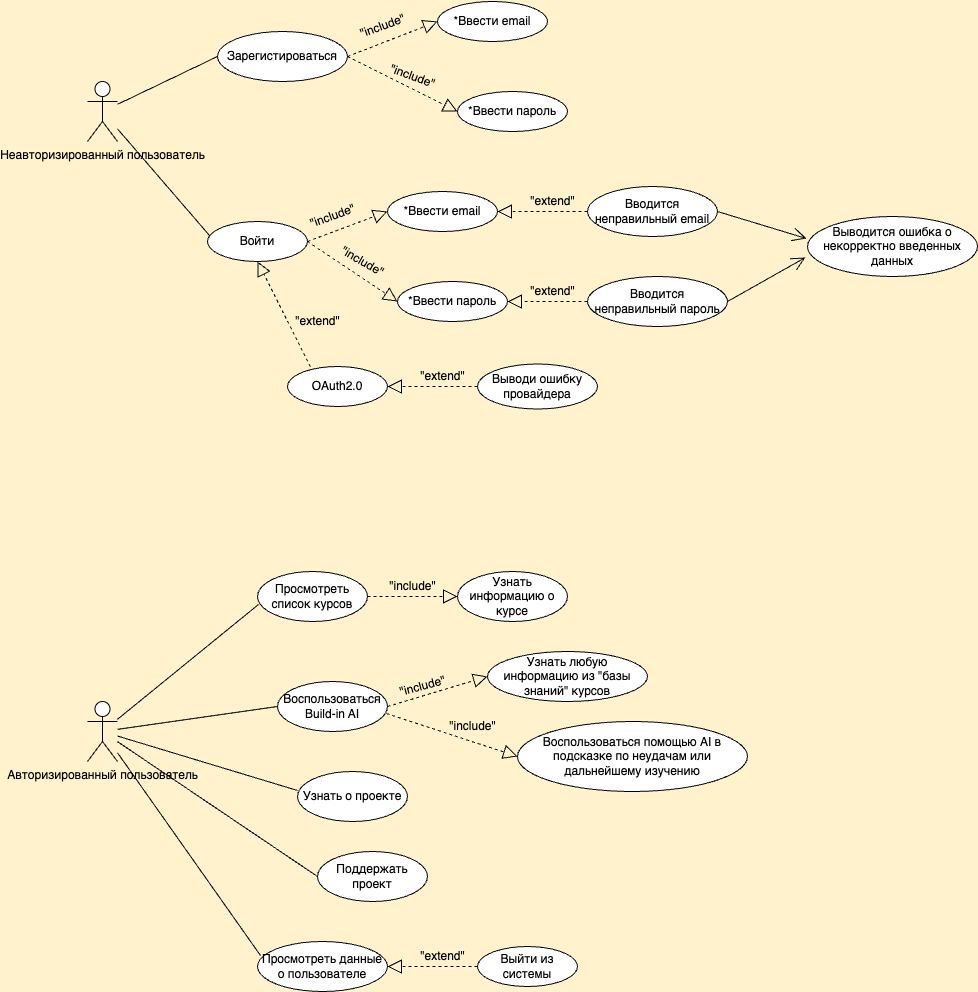 "include"
*Ввести email
Зарегистироваться
"include"
*Ввести пароль
Неавторизированный пользователь
Войти
"include"
*Ввести email
"extend"
Вводится
неправильный email
Выводится ошибка о
некорректно введенных
данных
"include"
*Ввести пароль
"extend"
Вводится
неправильный пароль
"extend"
OAuth2.0
"extend"
Выводи ошибку
провайдера
Просмотреть
список курсов
"include"
Узнать
информацию о
курсе
Авторизированный пользователь
Воспользоваться
Build-in AI
"include"
Узнать любую
информацию из "базы
знаний" курсов
"include"
Воспользоваться помощью AI в
подсказке по неудачам или
дальнейшему изучению
Узнать о проекте
Поддержать
проект
Просмотреть данные
о пользователе
"extend"
Выйти из
системы